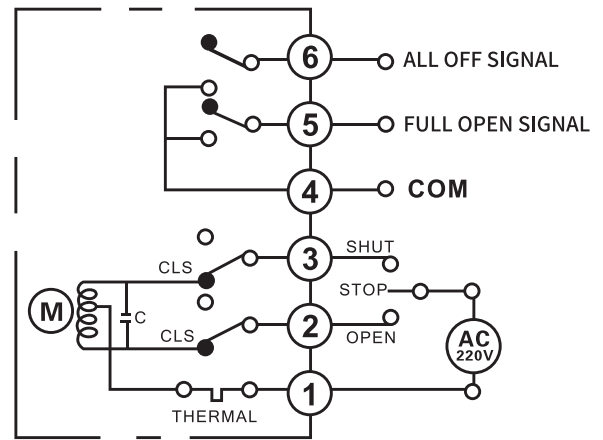 6 ALL OFF SIGNAL
5 FULL OPEN SIGNAL
4 COM
3 SHUT
CLS
STOP
M
C
2 OPEN
CLS
AC
220V
1
THERMAL